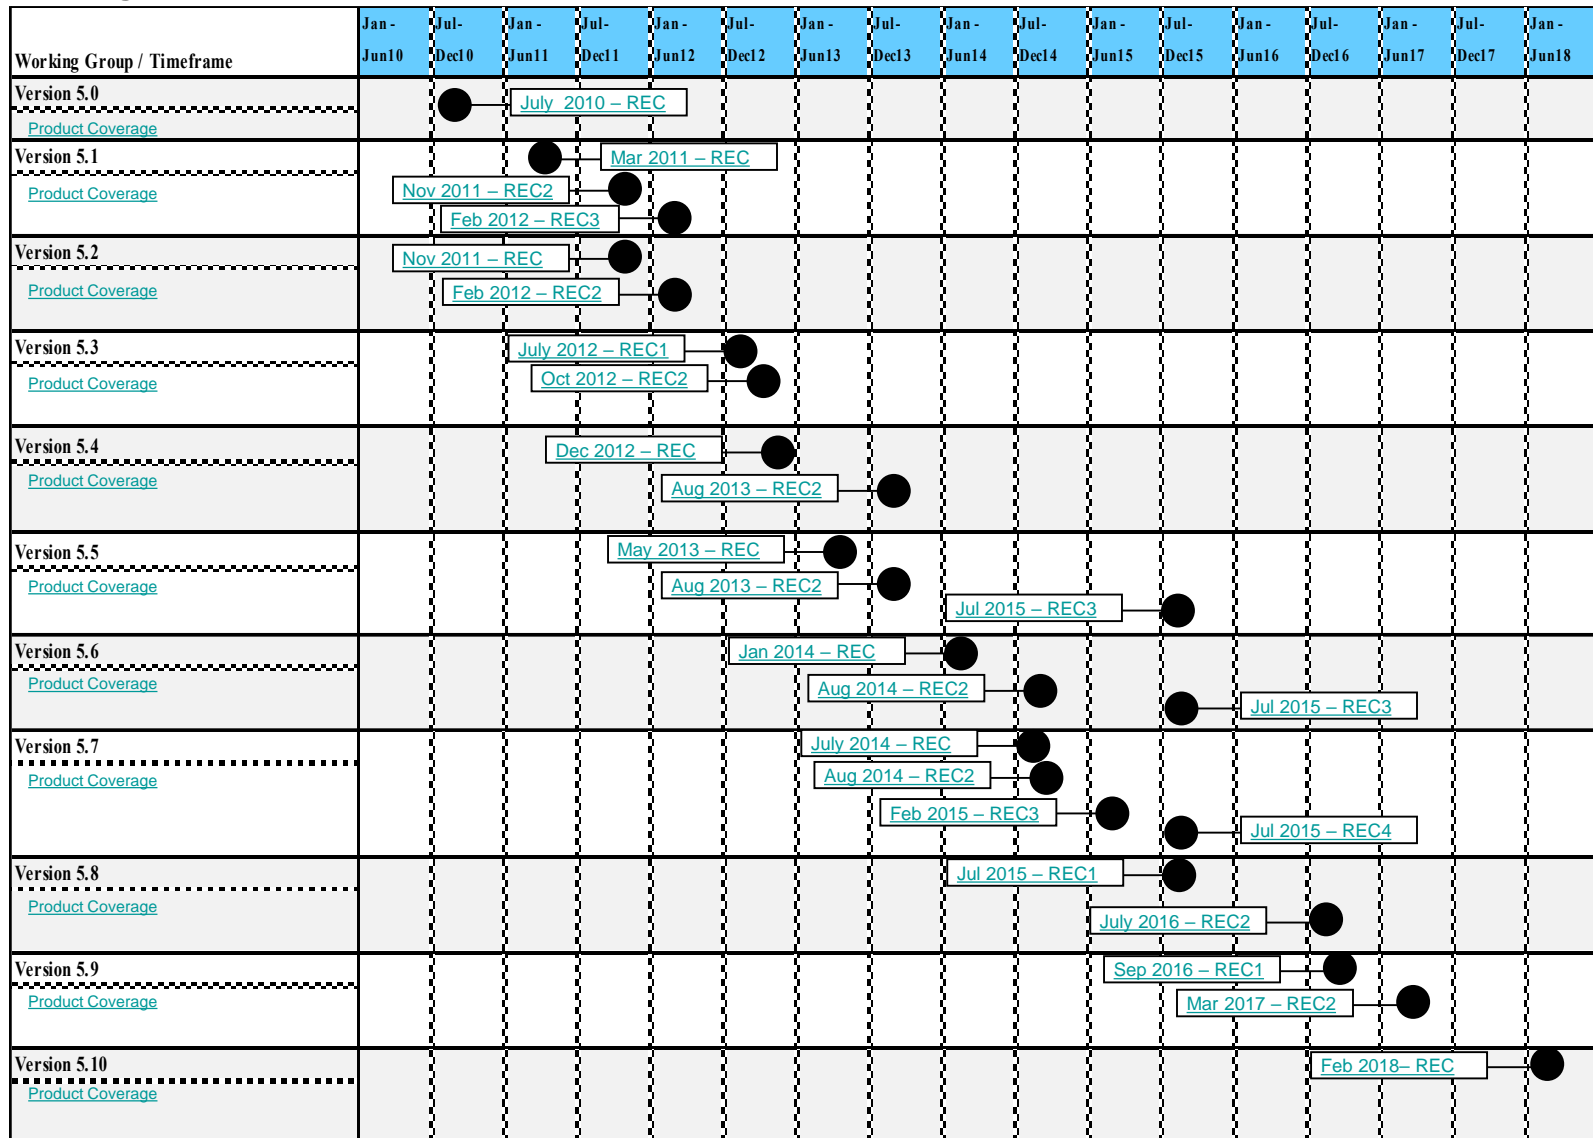 Jan - Jul- Jan - Jul- Jan - Jul- Jan - Jul- Jan - Jul- Jan - Jul- Jan - Jul- Jan - Jul- Jan -
Working Group / Timeframe Jun10 Dec10 Jun11 Dec11 Jun12 Dec12 Jun13 Dec13 Jun14 Dec14 Jun15 Dec15 Jun16 Dec16 Jun17 Dec17 Jun18
Version 5.0
July 2010 – REC
Product Coverage
Version 5.1
Mar 2011 – REC
Product Coverage
Nov 2011 – REC2
Feb 2012 – REC3
Version 5.2
Nov 2011 – REC
Product Coverage
Feb 2012 – REC2
Version 5.3
July 2012 – REC1
Product Coverage
Oct 2012 – REC2
Version 5.4
Dec 2012 – REC
Product Coverage
Aug 2013 – REC2
Version 5.5
May 2013 – REC
Product Coverage
Aug 2013 – REC2
Jul 2015 – REC3
Version 5.6
Jan 2014 – REC
Product Coverage
Aug 2014 – REC2
Jul 2015 – REC3
Version 5.7
July 2014 – REC
Product Coverage
Aug 2014 – REC2
Feb 2015 – REC3
Jul 2015 – REC4
Version 5.8
Jul 2015 – REC1
Product Coverage
July 2016 – REC2
Version 5.9
Sep 2016 – REC1
Product Coverage
Mar 2017 – REC2
Version 5.10
Feb 2018– REC
Product Coverage